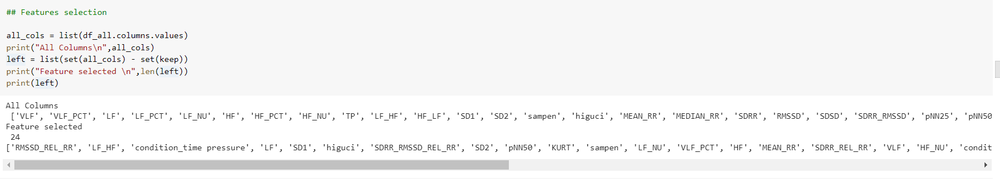 ## Features selection
all_cols = list(df_all.columns.values)
print("All Columns\n",all_cols)
left = list(set(all_cols) - set(keep))
print("Feature selected \n",len(left))
print(left)
All Columns
['VLF', 'VLF_PCT', 'LF', 'LF_PCT', 'LF_NU', 'HF', 'HF_PCT', 'HF_NU', 'TP', 'LF_HF', 'HF_LF', 'SD1', 'SD2', 'sampen', 'higuci', 'MEAN_RR', 'MEDIAN_RR', 'SDRR', 'RMSSD', 'SDSD', 'SDRR_RMSSD', 'pNN25', 'pNN50
Feature selected
24
['RMSSD_REL_RR', 'LF_HF', 'condition_time pressure', 'LF', 'SD1', 'higuci', 'SDRR_RMSSD_REL_RR', 'SD2', 'pNN50', 'KURT', 'sampen', 'LF_NU', 'VLF_PCT', 'HF', 'MEAN_RR', 'SDRR_REL_RR', 'VLF', 'HF_NU', 'condit